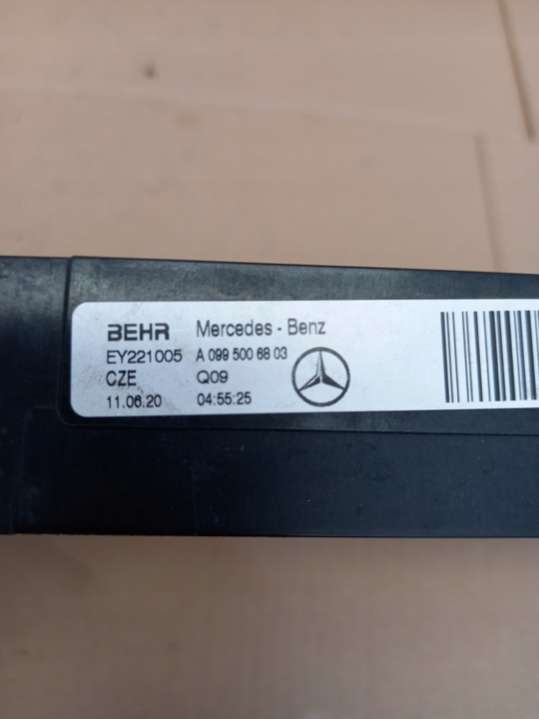 BEHR Mercedes - Benz
EY221005 A 099 500 68 03
CZE Q09
11.06.20 04:55:25